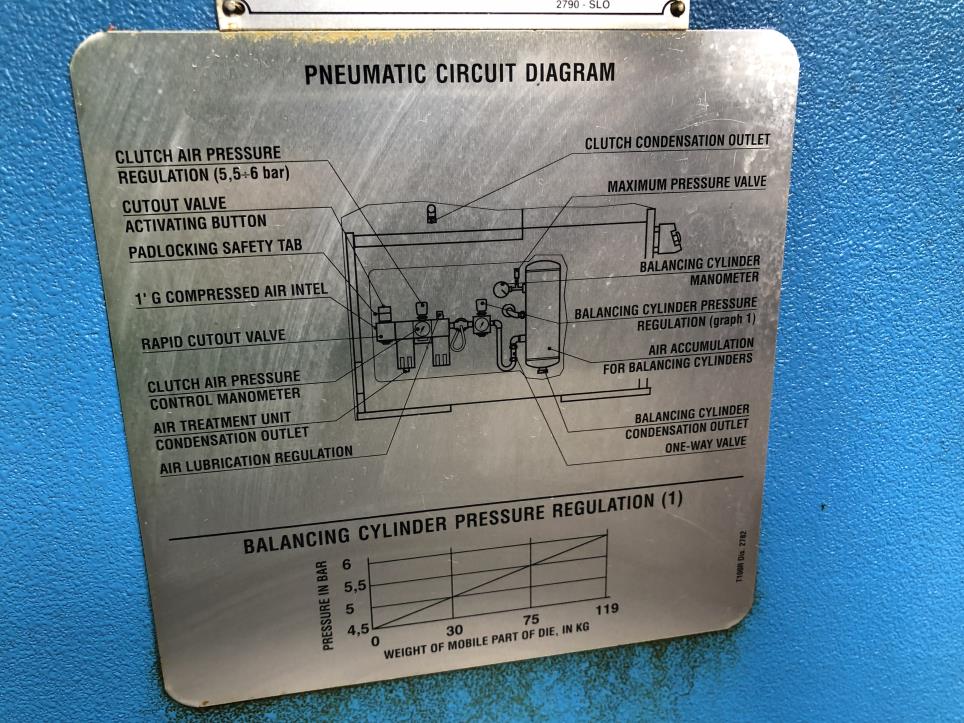 2790 - SLO
PNEUMATIC CIRCUIT DIAGRAM
CLUTCH AIR PRESSURE
REGULATION (5,5÷6 bar)
CUTOUT VALVE
ACTIVATING BUTTON
PADLOCKING SAFETY TAB
1' G COMPRESSED AIR INTEL
RAPID CUTOUT VALVE
CLUTCH AIR PRESSURE
CONTROL MANOMETER
AIR TREATMENT UNIT
CONDENSATION OUTLET
AIR LUBRICATION REGULATION
CLUTCH CONDENSATION OUTLET
MAXIMUM PRESSURE VALVE
BALANCING CYLINDER
MANOMETER
BALANCING CYLINDER PRESSURE
REGULATION (graph 1)
AIR ACCUMULATION
FOR BALANCING CYLINDERS
BALANCING CYLINDER
CONDENSATION OUTLET
ONE-WAY VALVE
BALANCING CYLINDER PRESSURE REGULATION (1)
PRESSURE IN BAR
6
5,5
5
4,5
0 30 75 119
WEIGHT OF MOBILE PART OF DIE, IN KG